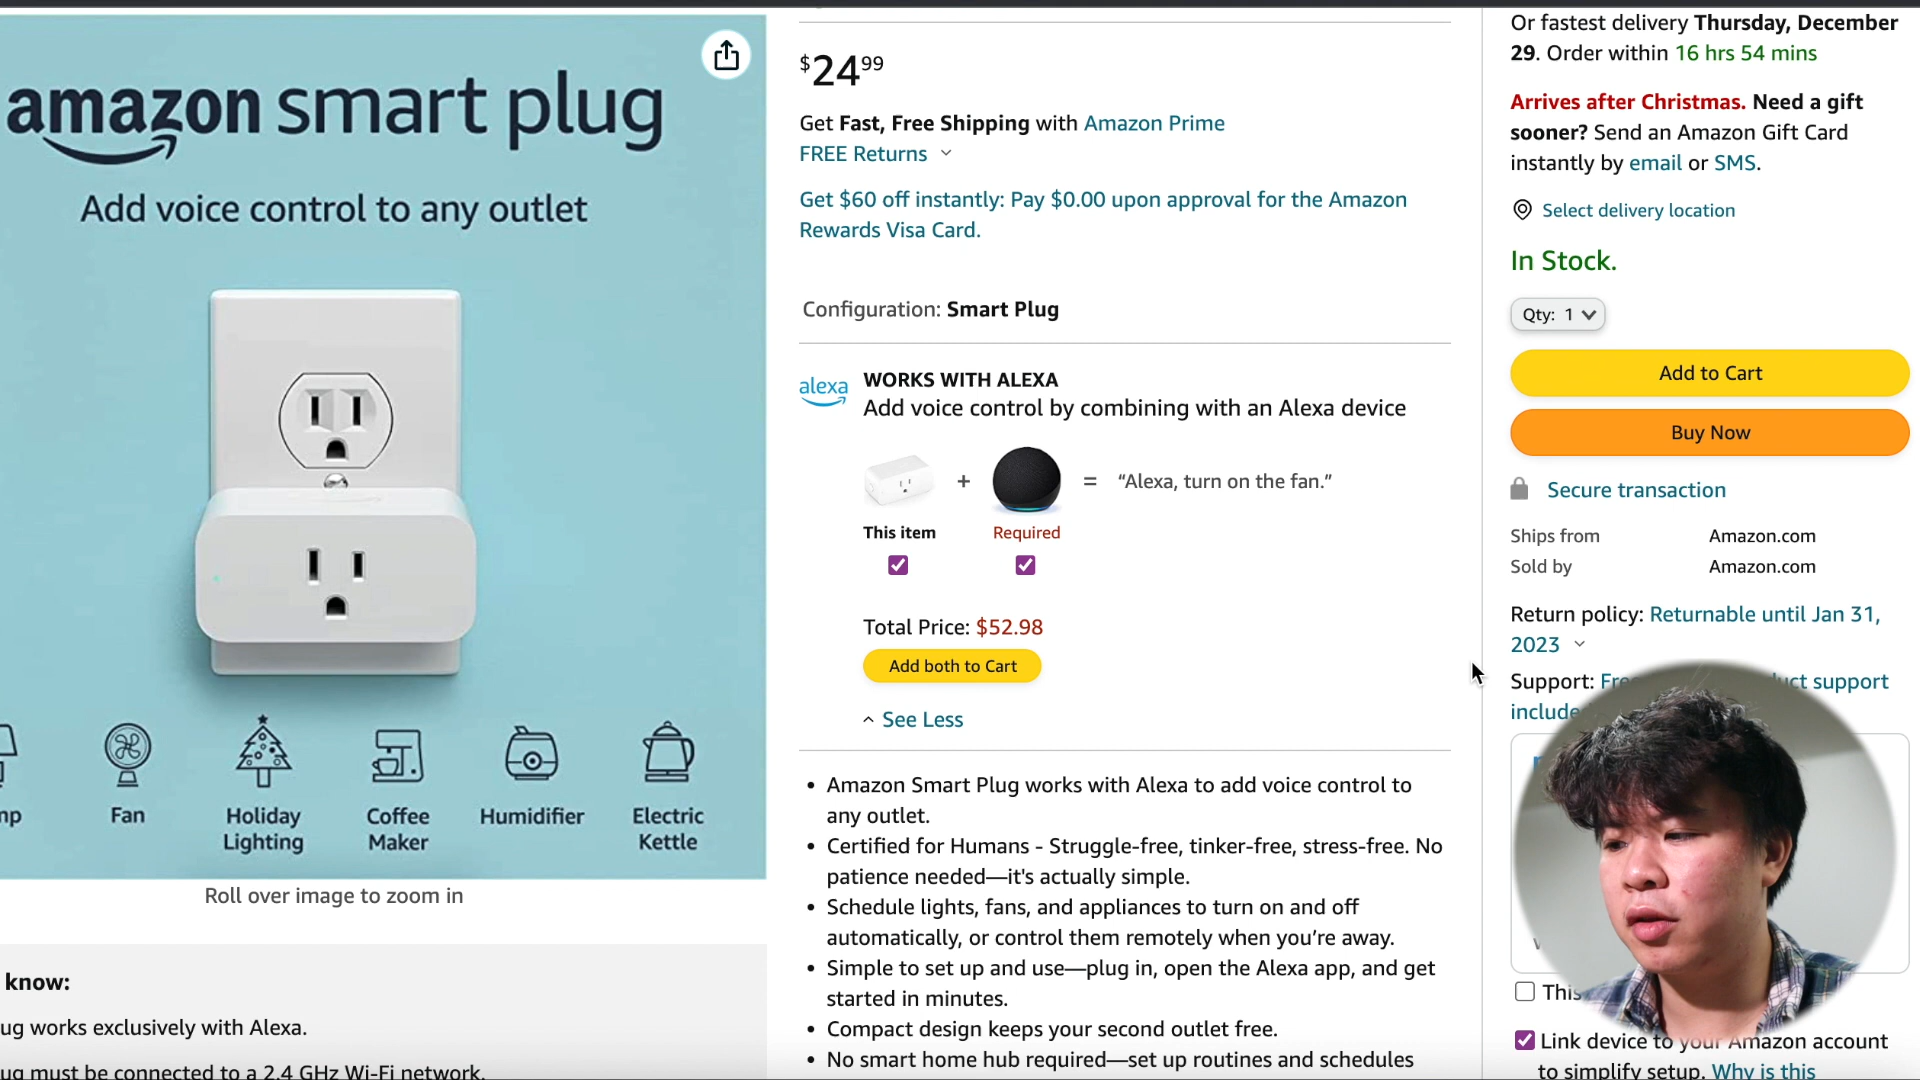 amazon smart plug
Add voice control to any outlet
Fan
Holiday
Lighting
Coffee
Maker
Humidifier
Electric
Kettle
Roll over image to zoom in
know:
works exclusively with Alexa.
must be connected to a 2.4 GHz Wi-Fi network.
$24.99
Get Fast, Free Shipping with Amazon Prime
FREE Returns
Get $60 off instantly: Pay $0.00 upon approval for the Amazon
Rewards Visa Card.
Configuration: Smart Plug
alexa
WORKS WITH ALEXA
Add voice control by combining with an Alexa device
+ = “Alexa, turn on the fan.”
This item Required
Total Price: $52.98
Add both to Cart
See Less
• Amazon Smart Plug works with Alexa to add voice control to
any outlet.
• Certified for Humans - Struggle-free, tinker-free, stress-free. No
patience needed—it's actually simple.
• Schedule lights, fans, and appliances to turn on and off
automatically, or control them remotely when you’re away.
• Simple to set up and use—plug in, open the Alexa app, and get
started in minutes.
• Compact design keeps your second outlet free.
• No smart home hub required—set up routines and schedules
Or fastest delivery Thursday, December
29. Order within 16 hrs 54 mins
Arrives after Christmas. Need a gift
sooner? Send an Amazon Gift Card
instantly by email or SMS.
Select delivery location
In Stock.
Qty: 1
Add to Cart
Buy Now
Secure transaction
Ships from Amazon.com
Sold by Amazon.com
Return policy: Returnable until Jan 31,
2023
Support: support
Link device to your Amazon account
to simplify setup. Why is this